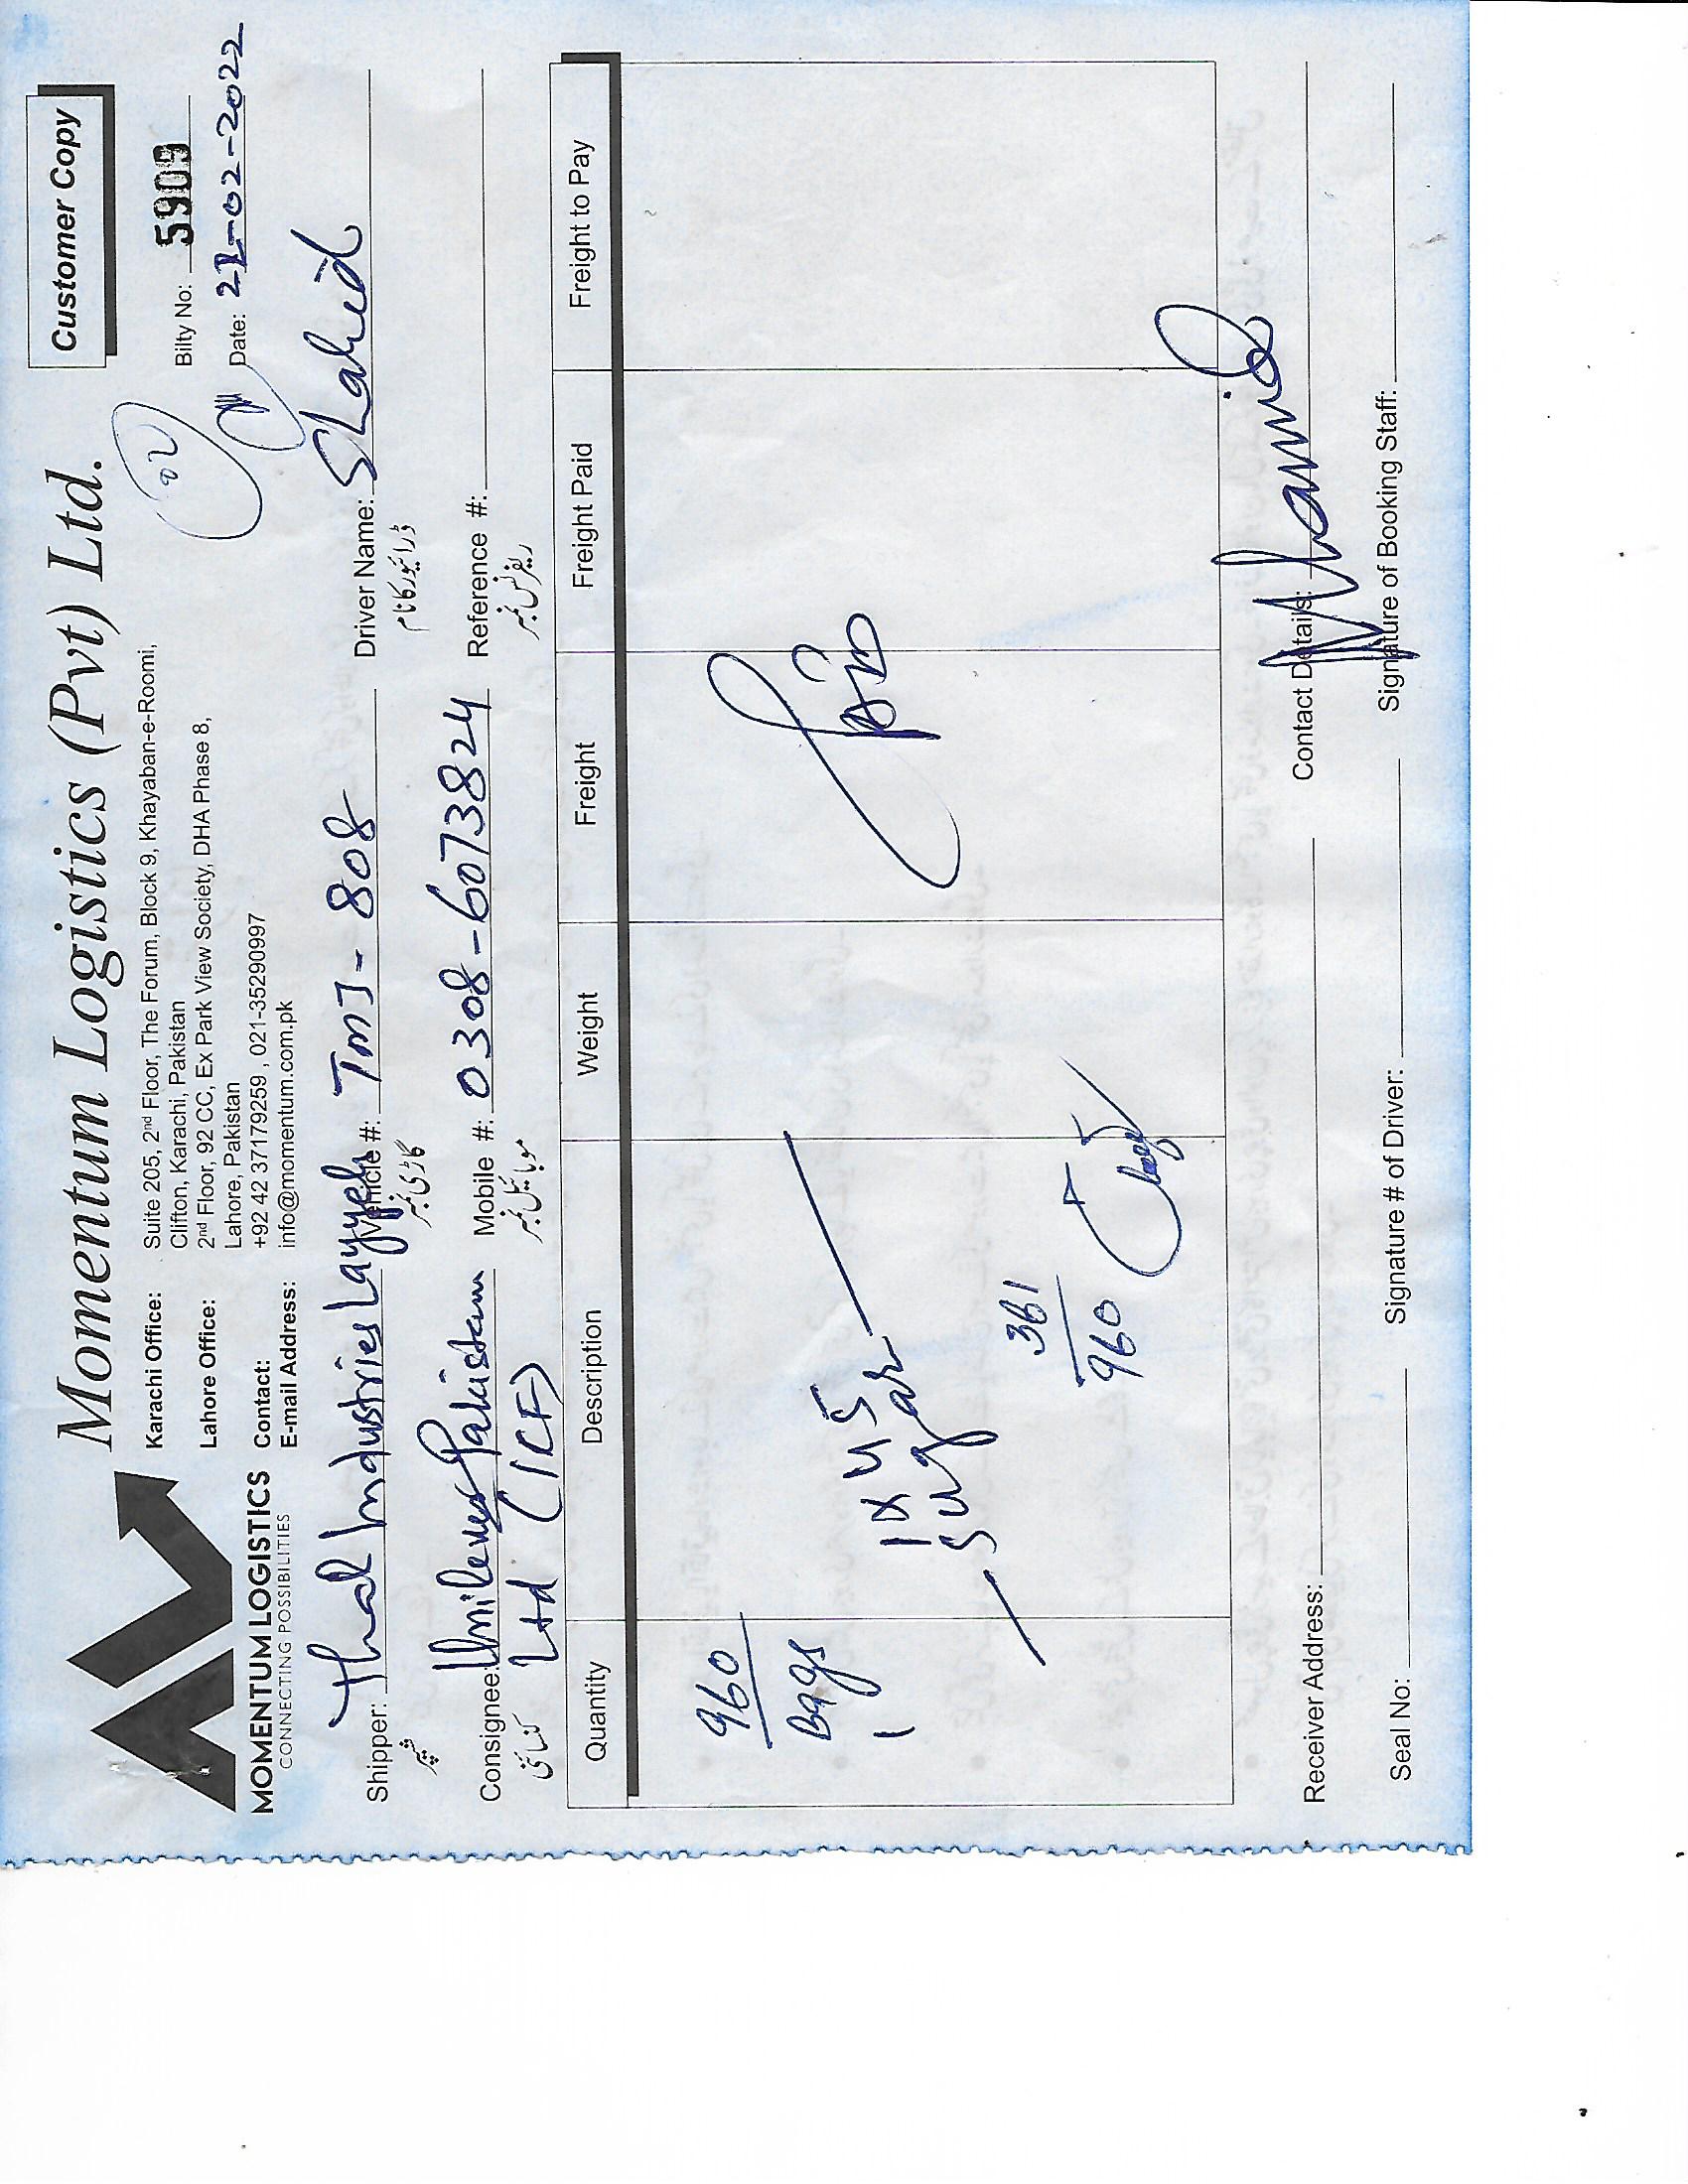 Momentum Logistics (Pvt) Ltd.
Customer Copy
Karachi Office: Suite 205, 2nd Floor, The Forum, Block 9, Khayaban-e-Roomi,
Clifton, Karachi, Pakistan
Lahore Office: 2nd Floor, 92 CC, Ex Park View Society, DHA Phase 8,
Lahore, Pakistan
Contact: +92 42 37179259 , 021-35290997
E-mail Address: info@momentum.com.pk
MOMENTUM LOGISTICS
CONNECTING POSSIBILITIES
02
Bilty No: 5909
Date: -02-2022
Shipper: Thal Industries Layyah Vehicle #: TMJ-808 Driver Name: Shahid
شیپر گاڑی نمبر ڈرائیور کا نام
Consignee: Unilever Pakistan Mobile #: 0308-6073824 Reference #:
کنسائنی Ltd (ICF) موبائیل نمبر ریفرنس نمبر
Quantity Description Weight Freight Freight Paid Freight to Pay
960
Bags
1x45
sugar
361
960
Receiver Address: Contact Details:
Seal No: Signature # of Driver: Signature of Booking Staff: